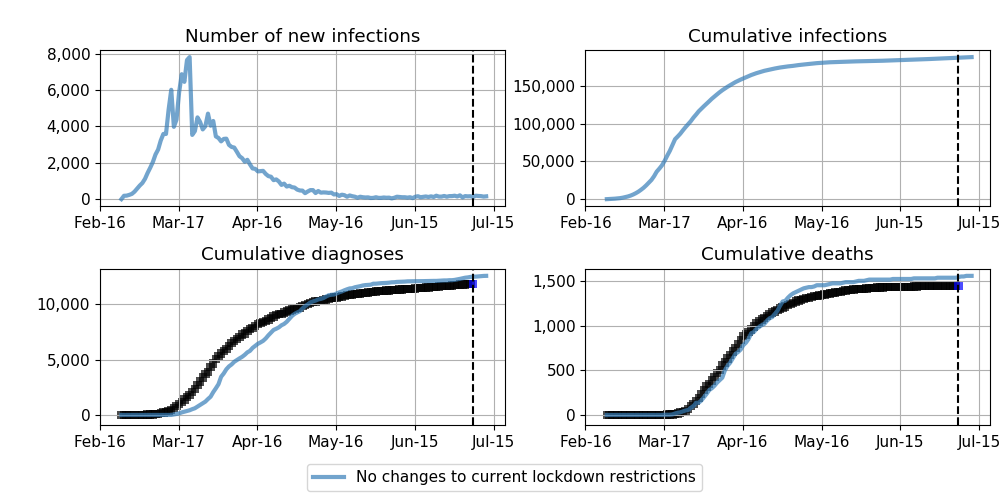 Number of new infections
8,000
6,000
4,000
2,000
0
Feb-16 Mar-17 Apr-16 May-16 Jun-15 Jul-15
Cumulative infections
150,000
100,000
50,000
0
Feb-16 Mar-17 Apr-16 May-16 Jun-15 Jul-15
Cumulative diagnoses
10,000
5,000
0
Feb-16 Mar-17 Apr-16 May-16 Jun-15 Jul-15
Cumulative deaths
1,500
1,000
500
0
Feb-16 Mar-17 Apr-16 May-16 Jun-15 Jul-15
No changes to current lockdown restrictions